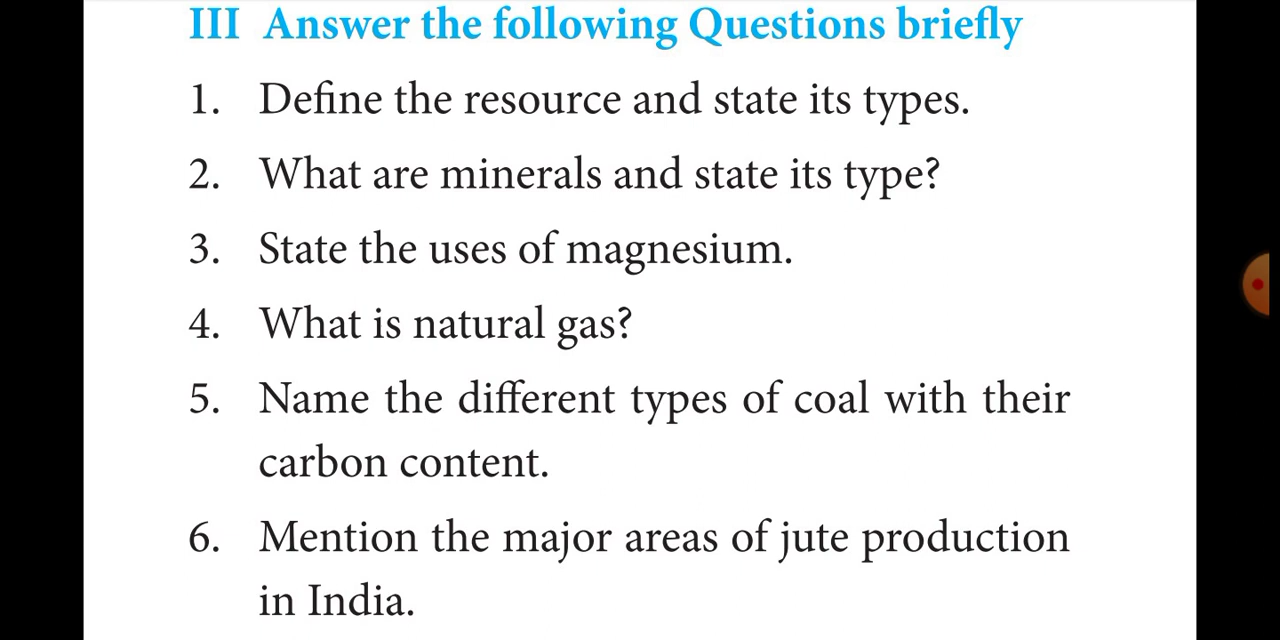 III Answer the following Questions briefly
1. Define the resource and state its types.
2. What are minerals and state its type?
3. State the uses of magnesium.
4. What is natural gas?
5. Name the different types of coal with their
carbon content.
6. Mention the major areas of jute production
in India.